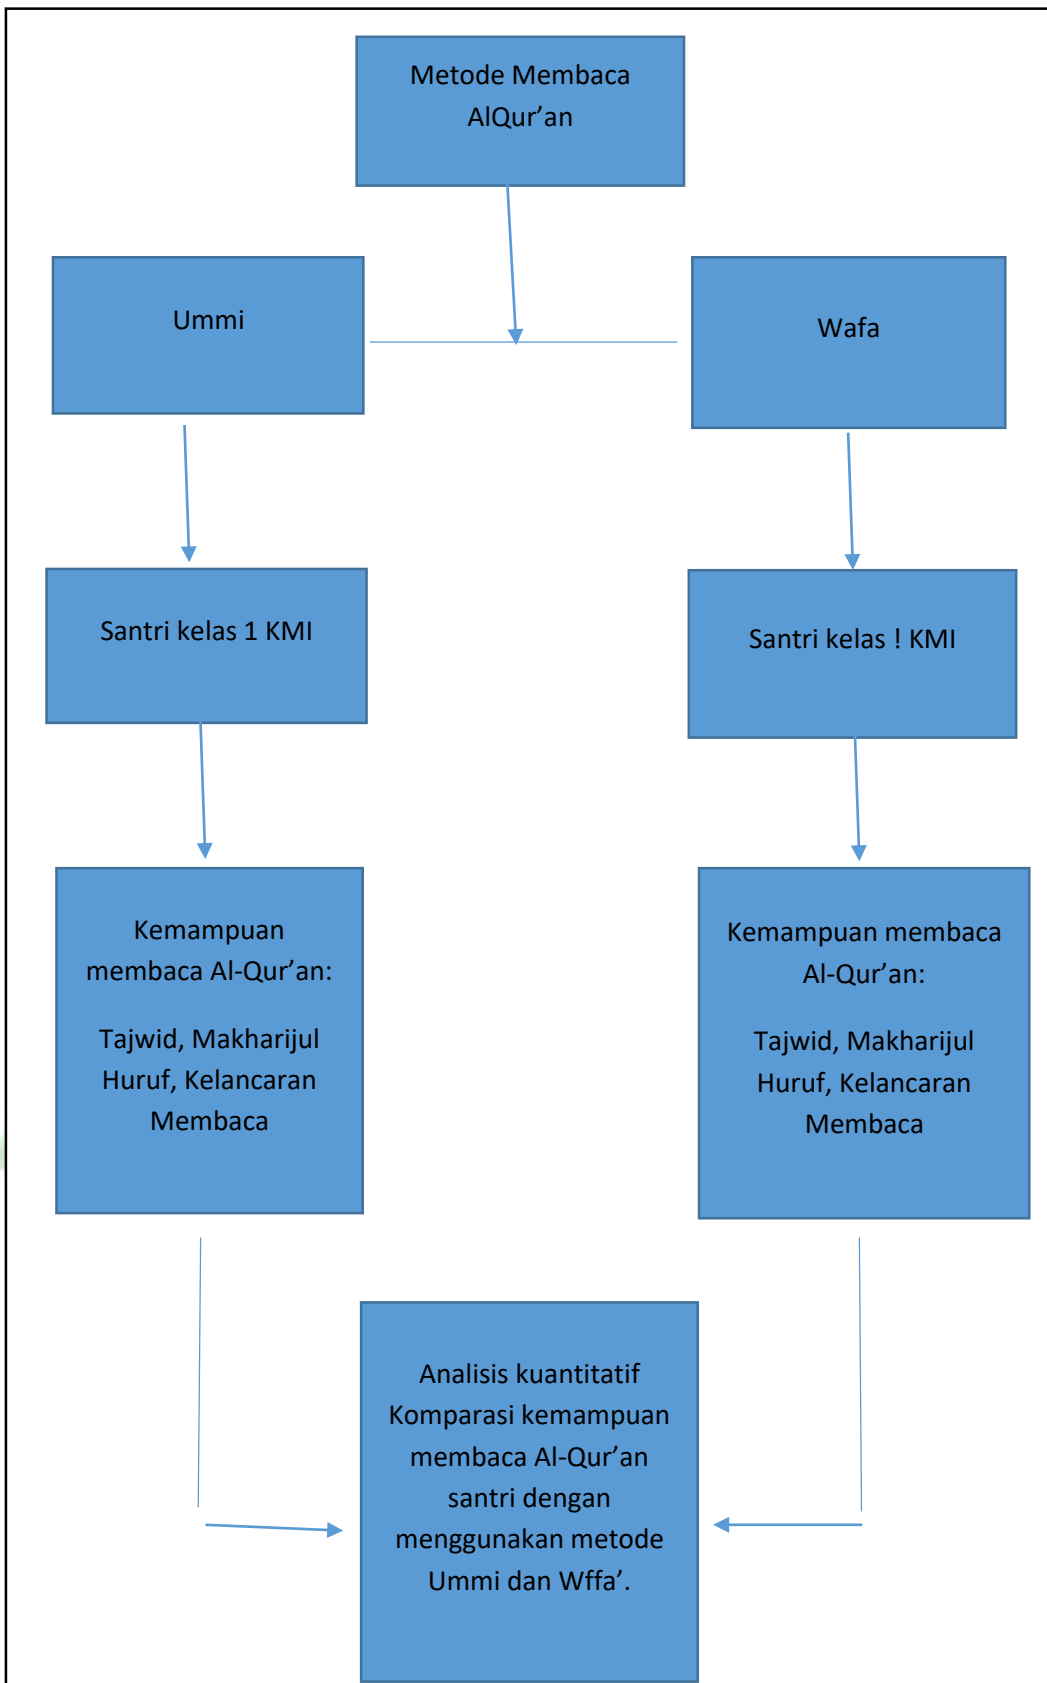 Metode Membaca
AlQur’an
Ummi
Wafa
Santri kelas 1 KMI
Santri kelas ! KMI
Kemampuan
membaca Al-Qur’an:
Tajwid, Makharijul
Huruf, Kelancaran
Membaca
Kemampuan membaca
Al-Qur’an:
Tajwid, Makharijul
Huruf, Kelancaran
Membaca
Analisis kuantitatif
Komparasi kemampuan
membaca Al-Qur’an
santri dengan
menggunakan metode
Ummi dan Wffa’.